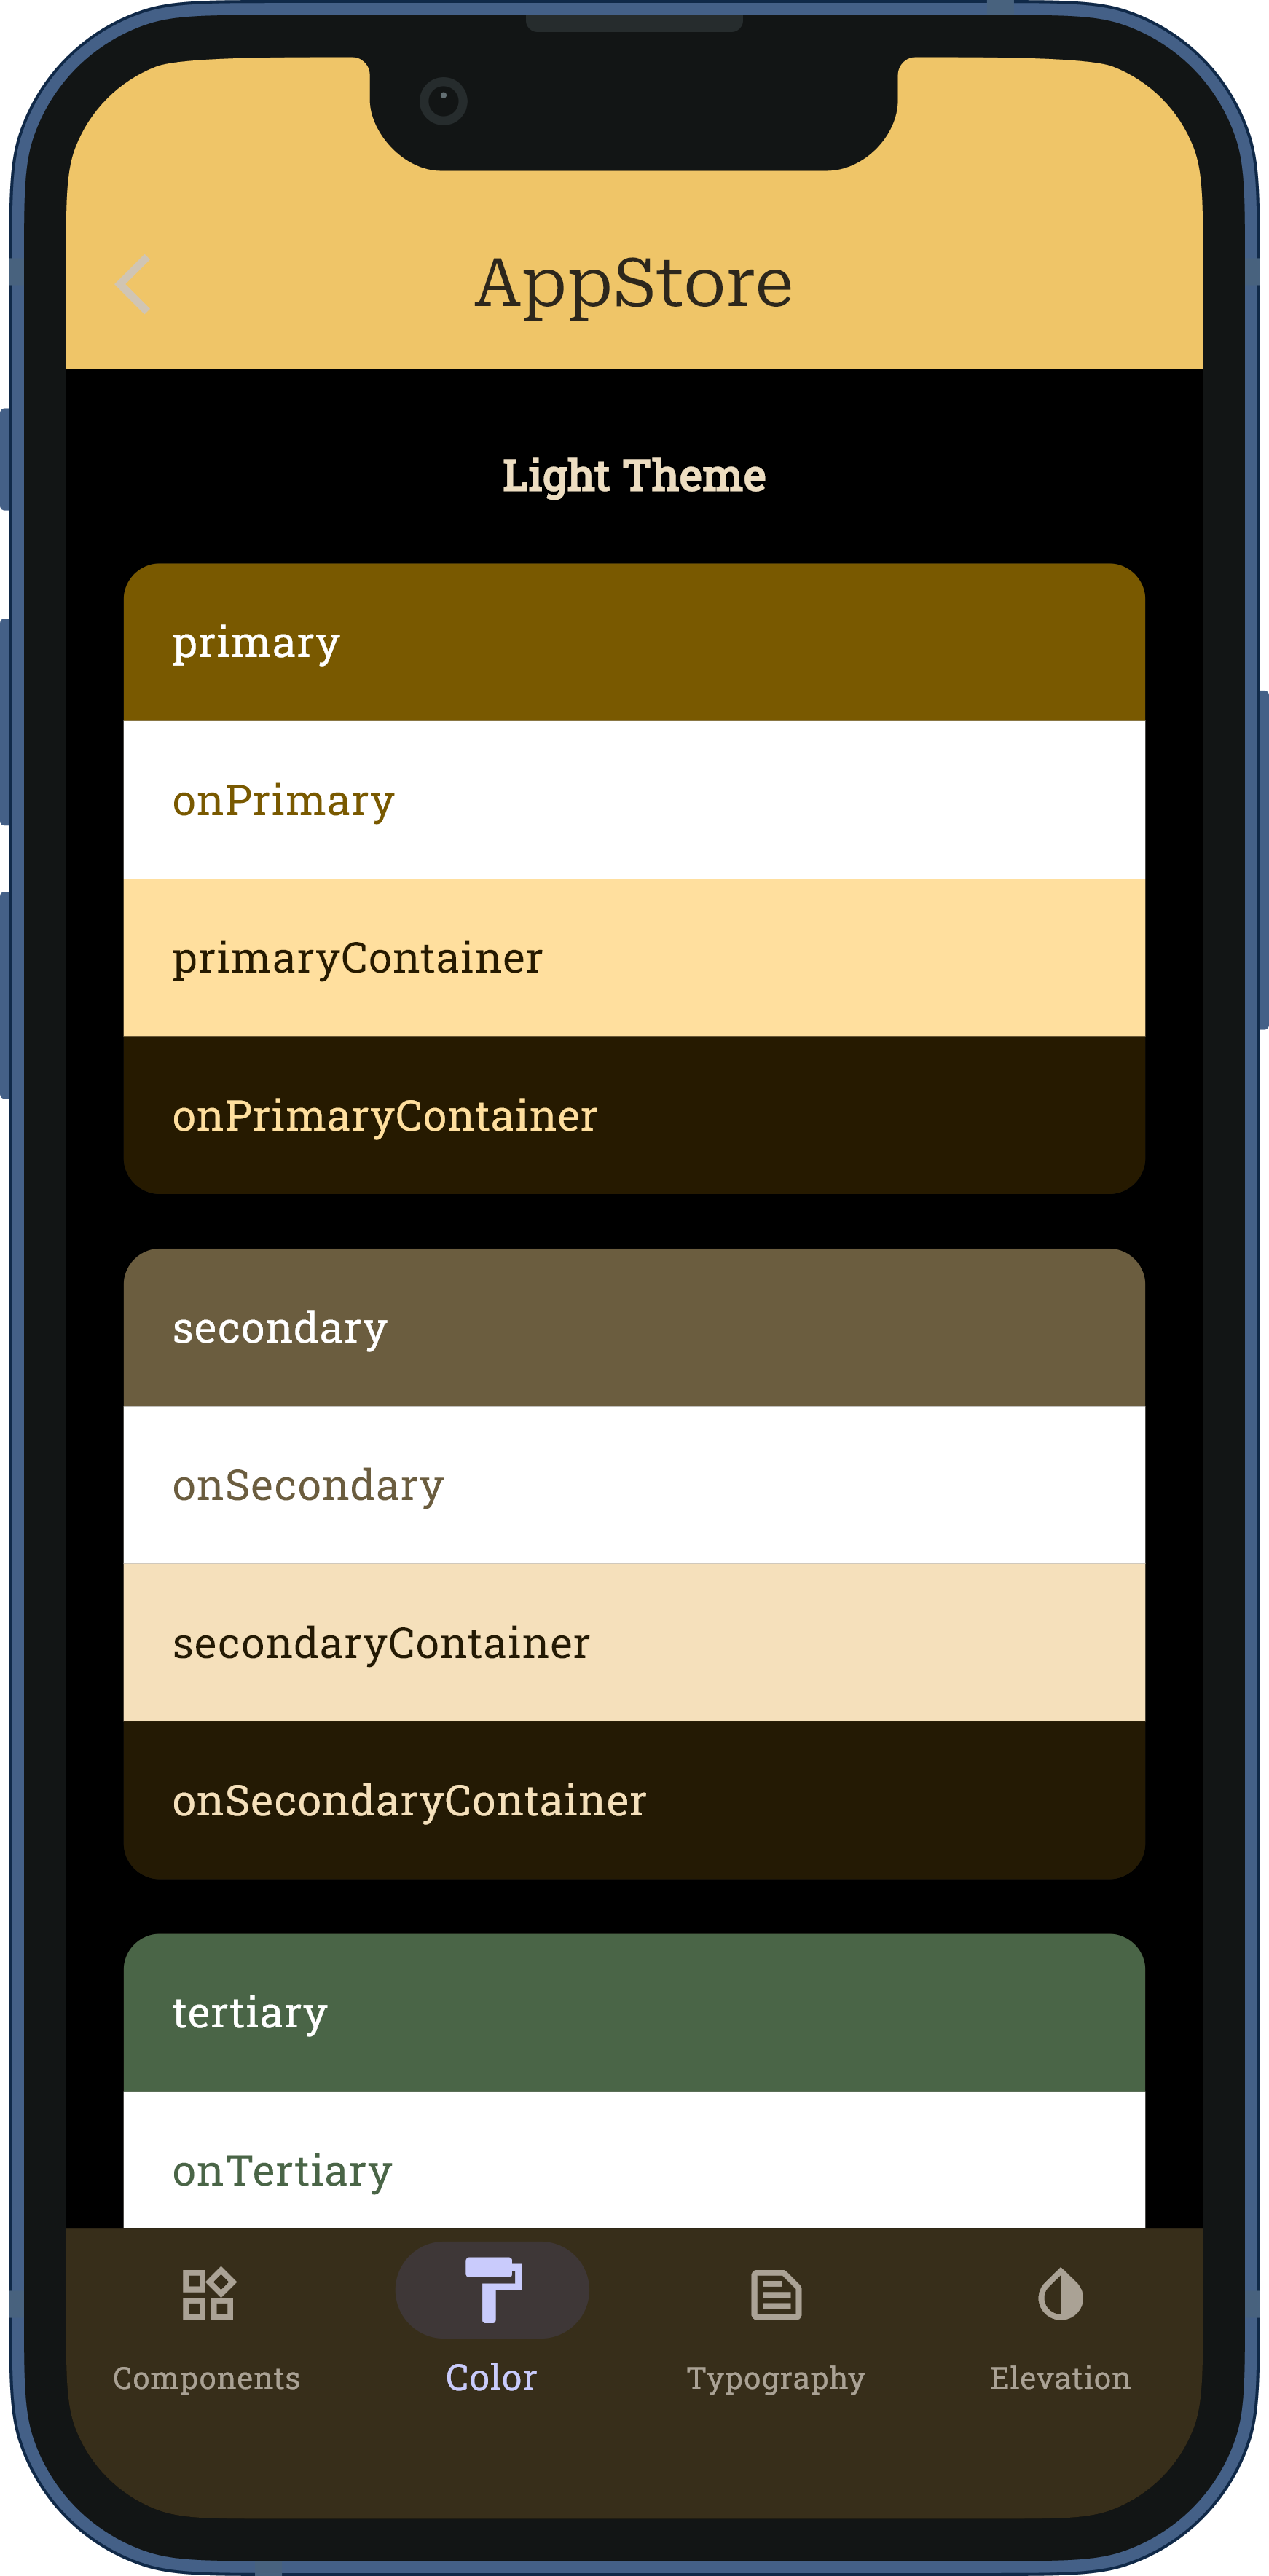 AppStore
Light Theme
primary
onPrimary
primaryContainer
onPrimaryContainer
secondary
onSecondary
secondaryContainer
onSecondaryContainer
tertiary
onTertiary
Components
Color
Typography
Elevation